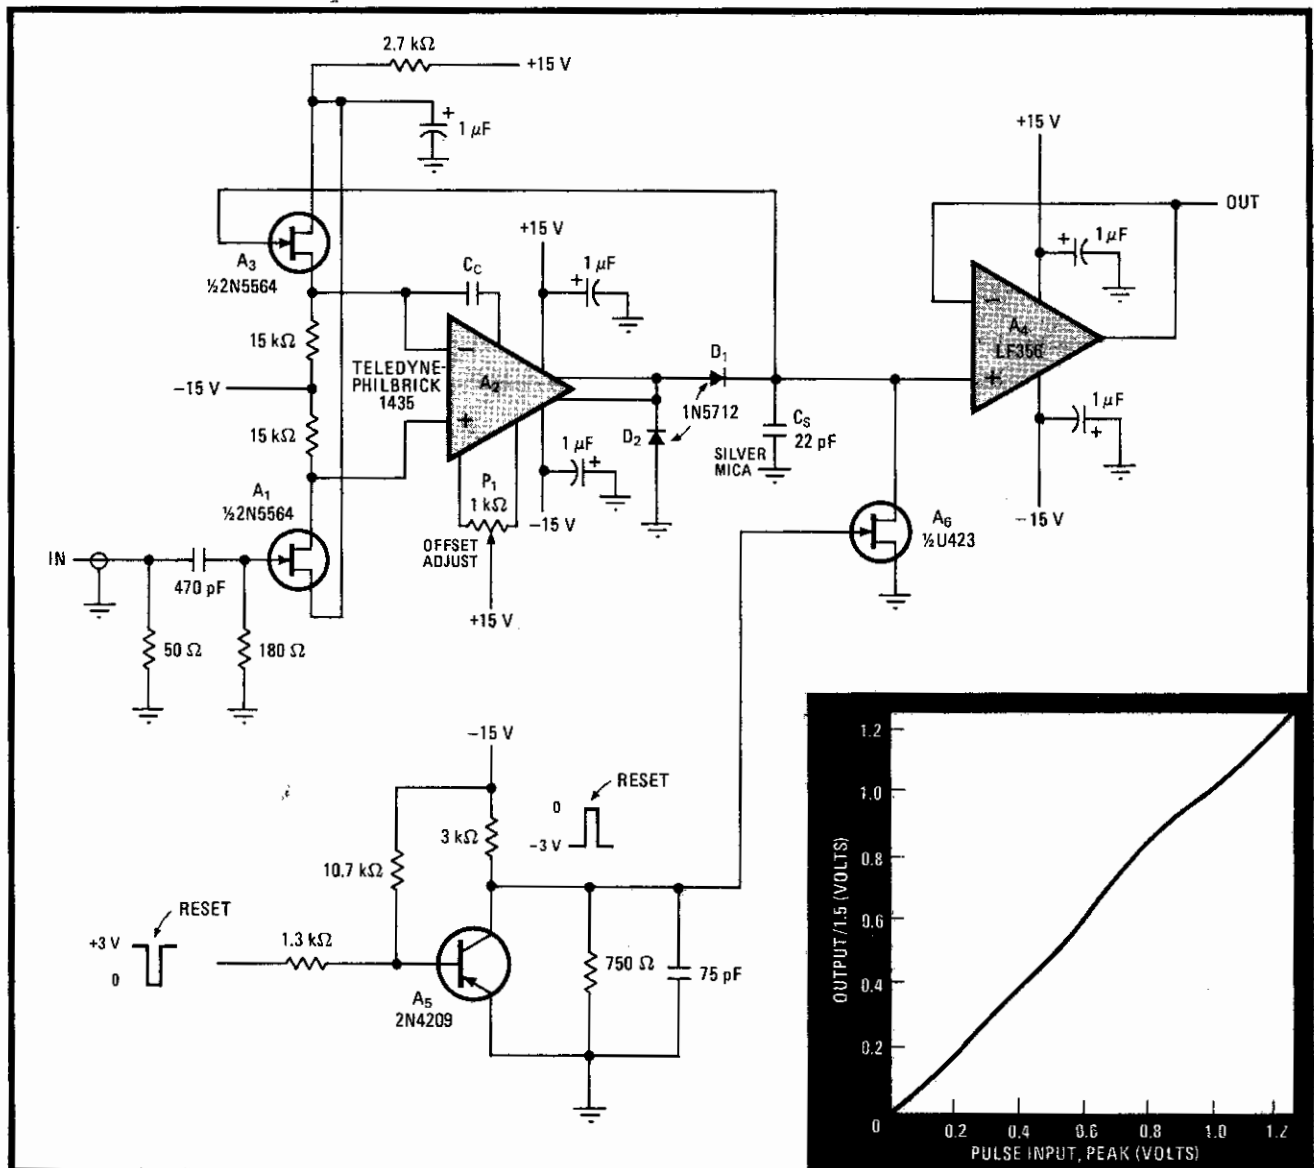 2.7 kΩ
+15 V
+
1 µF
+15 V
OUT
+15 V
+
1 µF
+
1 µF
A3
½2N5564
CC
15 kΩ
−
−
A4
LF356
−15 V
TELEDYNE-
PHILBRICK
1435
A2
D1
+
15 kΩ
+
1N5712
D2
CS
22 pF
SILVER
MICA
1 µF
+
A1
½2N5564
P1
1 kΩ
1 µF
+
−15 V
−15 V
OFFSET
ADJUST
A6
½U423
IN
470 pF
+15 V
50 Ω
180 Ω
−15 V
RESET
0
−3 V
3 kΩ
10.7 kΩ
RESET
+3 V
0
1.3 kΩ
750 Ω
75 pF
A5
2N4209
OUTPUT/1.5 (VOLTS)
1.2
1.0
0.8
0.6
0.4
0.2
0
0.2
0.4
0.6
0.8
1.0
1.2
PULSE INPUT, PEAK (VOLTS)